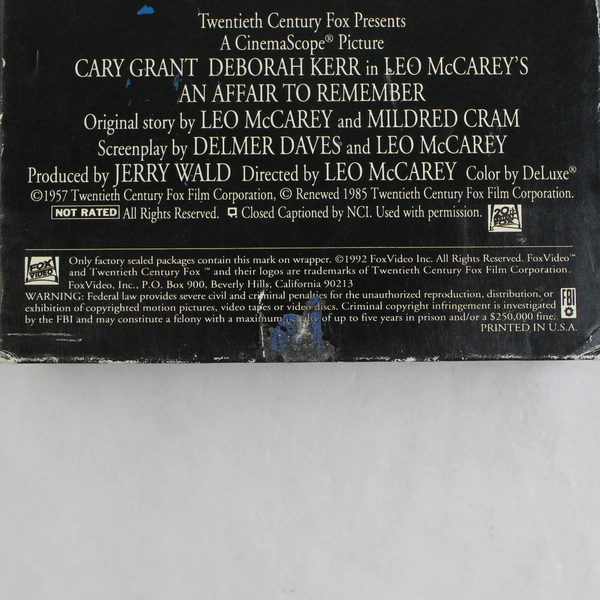 Twentieth Century Fox Presents
A CinemaScope® Picture
CARY GRANT DEBORAH KERR in LEO McCAREY'S
AN AFFAIR TO REMEMBER
Original story by LEO McCAREY and MILDRED CRAM
Screenplay by DELMER DAVES and LEO McCAREY
Produced by JERRY WALD Directed by LEO McCAREY Color by DeLuxe®
©1957 Twentieth Century Fox Film Corporation, © Renewed 1985 Twentieth Century Fox Film Corporation.
NOT RATED All Rights Reserved. Closed Captioned by NCI. Used with permission. 20th CENTURY FOX
FOX VIDEO Only factory sealed packages contain this mark on wrapper. ©1992 FoxVideo Inc. All Rights Reserved. FoxVideo™
and Twentieth Century Fox ™ and their logos are trademarks of Twentieth Century Fox Film Corporation.
FoxVideo, Inc., P.O. Box 900, Beverly Hills, California 90213
WARNING: Federal law provides severe civil and criminal penalties for the unauthorized reproduction, distribution, or
exhibition of copyrighted motion pictures, video tapes or video discs. Criminal copyright infringement is investigated
by the FBI and may constitute a felony with a maximum penalty of up to five years in prison and/or a $250,000 fine.
FBI
PRINTED IN U.S.A.